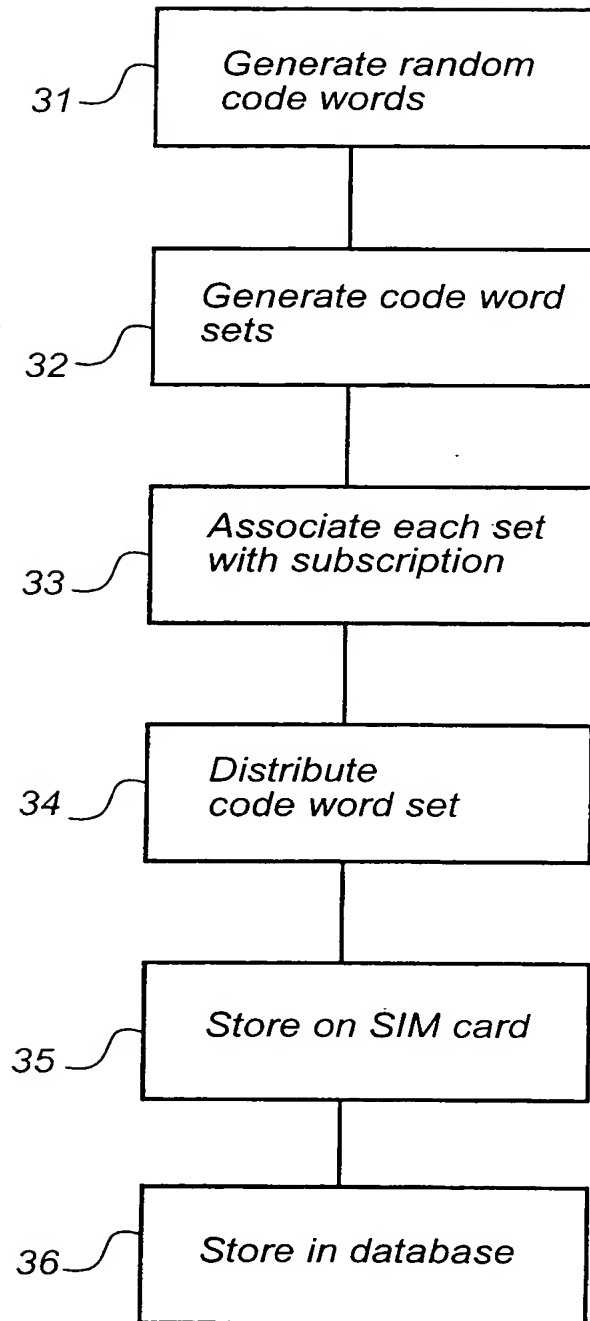 31
Generate random
code words
32
Generate code word
sets
33
Associate each set
with subscription
34
Distribute
code word set
35
Store on SIM card
36
Store in database